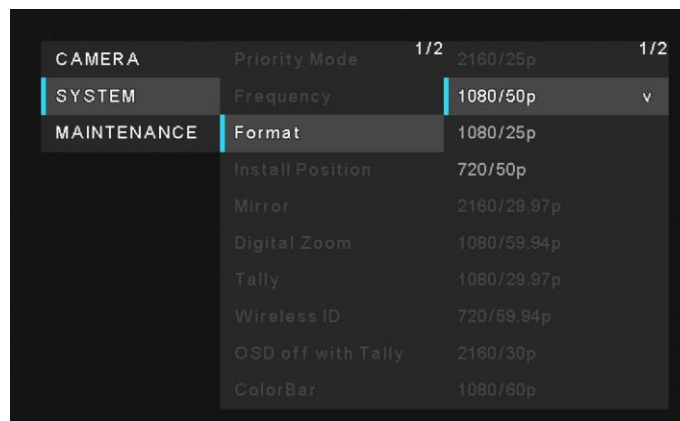 CAMERA
SYSTEM
MAINTENANCE
1/2
Priority Mode
Frequency
Format
Install Position
Mirror
Digital Zoom
Tally
Wireless ID
OSD off with Tally
ColorBar
1/2
2160/25p
1080/50p v
1080/25p
720/50p
2160/29.97p
1080/59.94p
1080/29.97p
720/59.94p
2160/30p
1080/60p